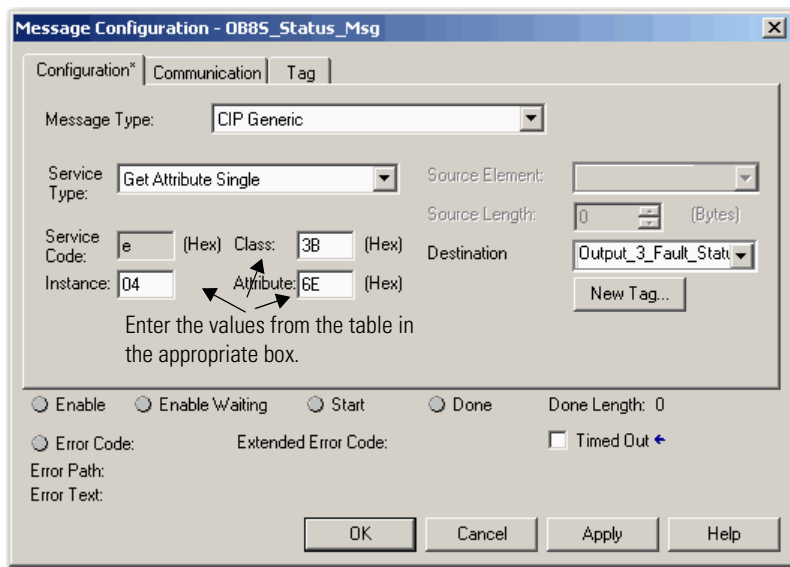 Message Configuration - OB8S_Status_Msg
Configuration* Communication Tag
Message Type: CIP Generic
Service Type: Get Attribute Single
Service Code: e (Hex) Class: 3B (Hex)
Instance: 04 Attribute: 6E (Hex)
Source Element:
Source Length: 0 (Bytes)
Destination Output_3_Fault_Statu
New Tag...
Enter the values from the table in
the appropriate box.
Enable Enable Waiting Start Done Done Length: 0
Error Code: Extended Error Code: Timed Out
Error Path:
Error Text:
OK Cancel Apply Help